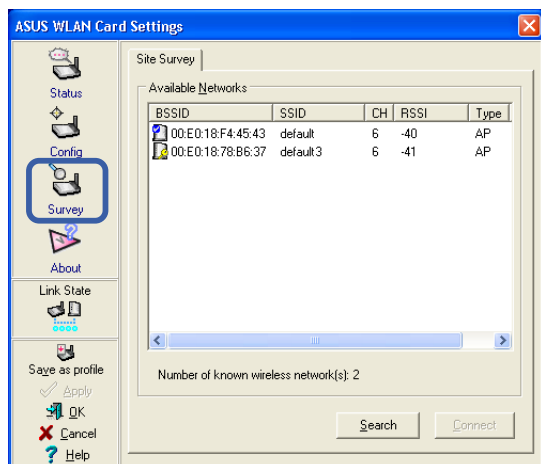 ASUS WLAN Card Settings
Status
Config
Survey
About
Link State
Save as profile
Apply
OK
Cancel
Help
Site Survey
Available Networks
BSSID SSID CH RSSI Type
00:E0:18:F4:45:43 default 6 -40 AP
00:E0:18:78:B6:37 default3 6 -41 AP
Number of known wireless network(s): 2
Search Connect